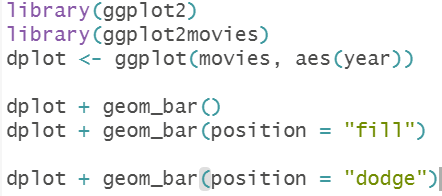 library(ggplot2)
library(ggplot2movies)
dplot <- ggplot(movies, aes(year))
dplot + geom_bar()
dplot + geom_bar(position = "fill")
dplot + geom_bar(position = "dodge")